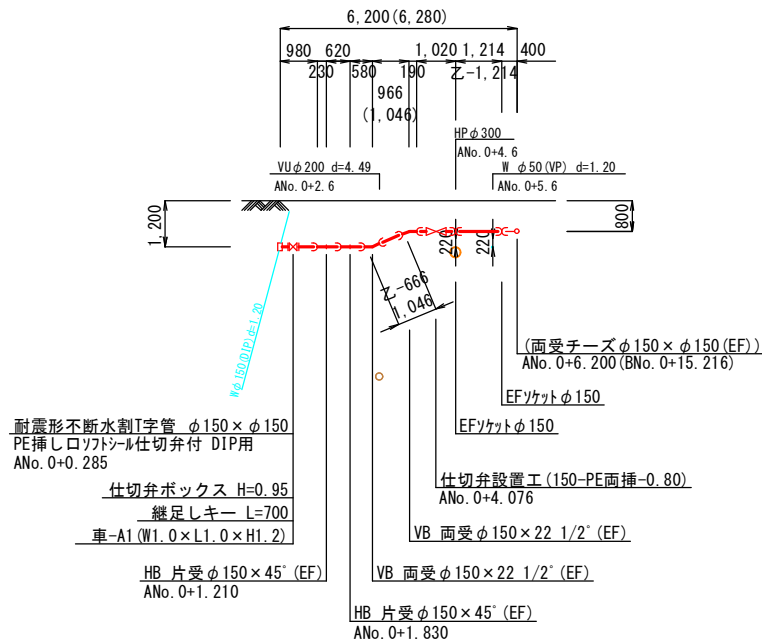 6,200(6,280)
980
620
1,020
1,214
400
230
580
190
乙-1,214
966
(1,046)
HPφ300
ANo.0+4.6
VUφ200 d=4.49
ANo.0+2.6
W φ50(VP) d=1.20
ANo.0+5.6
1,200
800
220
220
乙-666
1,046
Wφ150(DIP)d=1.20
(両受チーズφ150×φ150(EF))
ANo.0+6.200(BNo.0+15.216)
EFソケットφ150
EFソケットφ150
耐震形不断水割T字管 φ150×φ150
PE挿し口ソフトシール仕切弁付 DIP用
ANo.0+0.285
仕切弁設置工(150-PE両挿-0.80)
ANo.0+4.076
仕切弁ボックス H=0.95
継足しキー L=700
車-A1(W1.0×L1.0×H1.2)
VB 両受φ150×22 1/2°(EF)
HB 片受φ150×45°(EF)
ANo.0+1.210
VB 両受φ150×22 1/2°(EF)
HB 片受φ150×45°(EF)
ANo.0+1.830